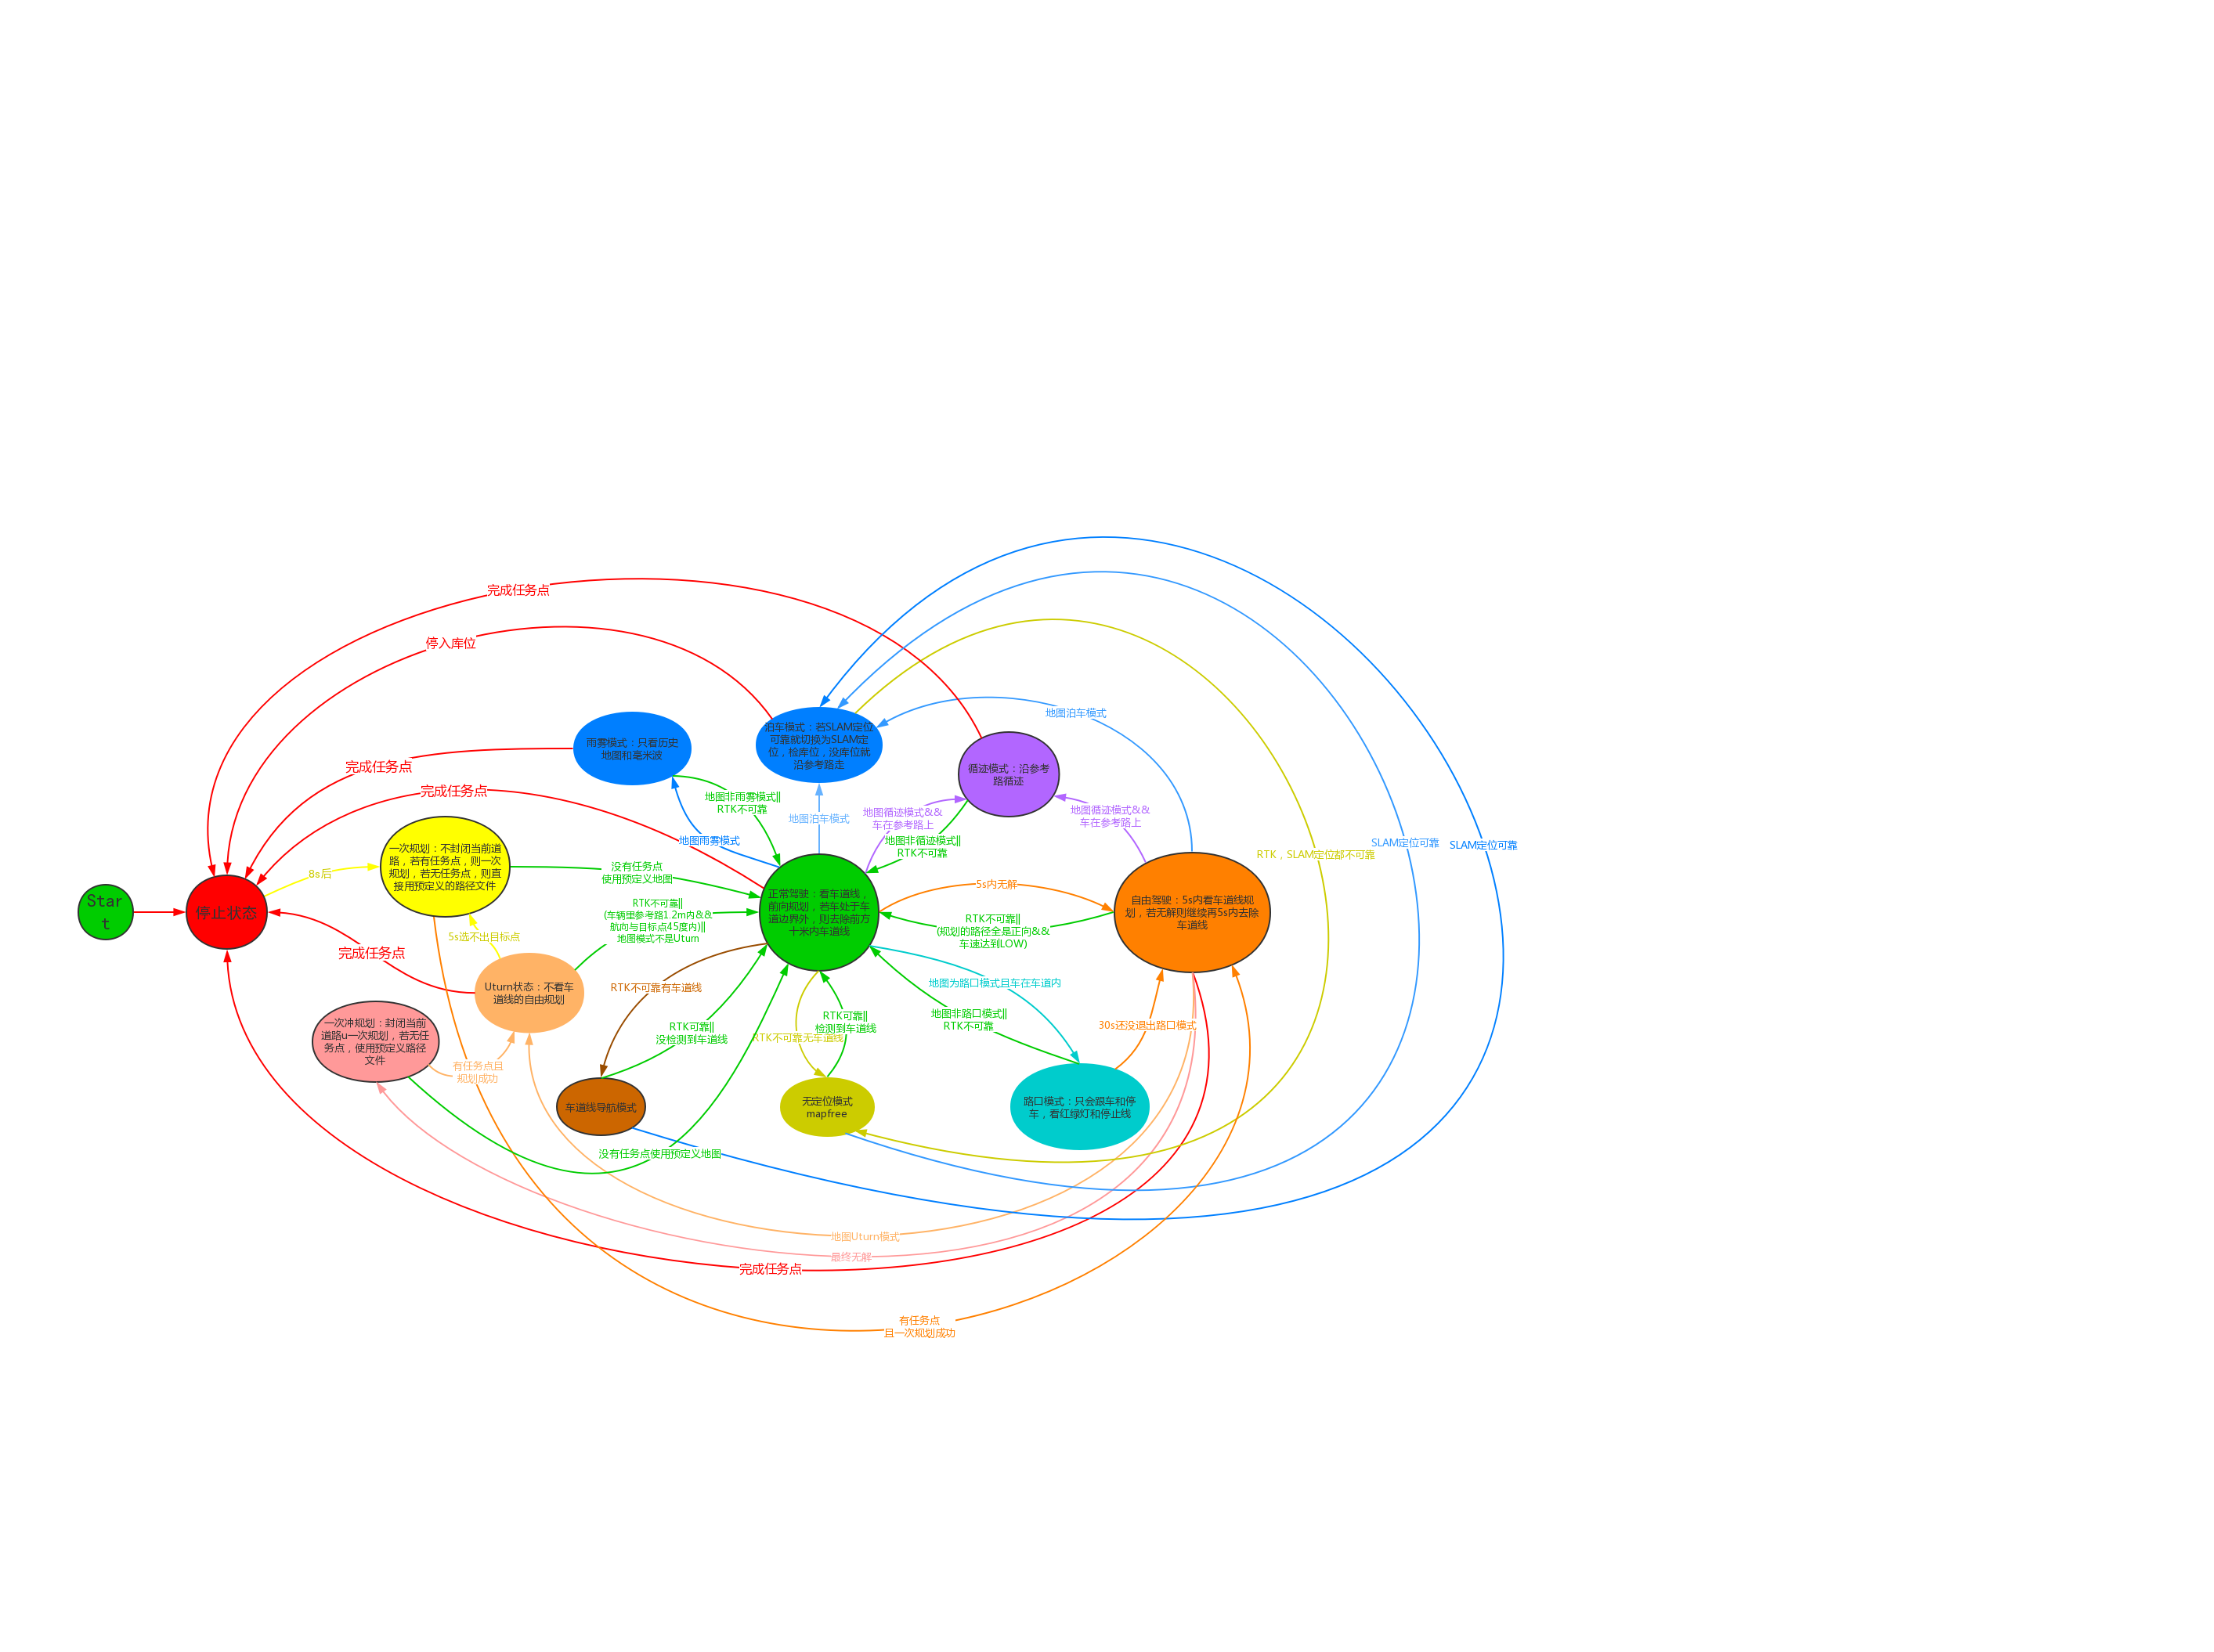 完成任务点
停入库位
地图泊车模式
雨雾模式：只看历史
地图和毫米波
泊车模式：若SLAM定位
可靠就切换为SLAM定
位，检库位，没库位就
沿参考路走
循迹模式：沿参考
路循迹
完成任务点
完成任务点
地图非雨雾模式||
RTK不可靠
地图泊车模式
地图循迹模式&&
车在参考路上
地图循迹模式&&
车在参考路上
地图雨雾模式
地图非循迹模式||
RTK不可靠
RTK，SLAM定位都不可靠
SLAM定位可靠
SLAM定位可靠
一次规划：不封闭当前道
路，若有任务点，则一次
规划，若无任务点，则直
接用预定义的路径文件
8s后
没有任务点
使用预定义地图
5s内无解
Star
t
停止状态
RTK不可靠||
(车辆里参考路1.2m内&&
航向与目标点45度内)||
地图模式不是Uturn
正常驾驶：看车道线，
前向规划，若车处于车
道边界外，则去除前方
十米内车道线
RTK不可靠||
(规划的路径全是正向&&
车速达到LOW)
自由驾驶：5s内看车道线规
划，若无解则继续再5s内去除
车道线
5s选不出目标点
完成任务点
Uturn状态：不看车
道线的自由规划
RTK不可靠有车道线
地图为路口模式且车在车道内
一次冲规划：封闭当前
道路u一次规划，若无任
务点，使用预定义路径
文件
RTK可靠||
没检测到车道线
RTK可靠||
检测到车道线
RTK不可靠无车道线
地图非路口模式||
RTK不可靠
30s还没退出路口模式
有任务点且
规划成功
车道线导航模式
无定位模式
mapfree
路口模式：只会跟车和停
车，看红绿灯和停止线
没有任务点使用预定义地图
地图Uturn模式
最终无解
完成任务点
有任务点
且一次规划成功